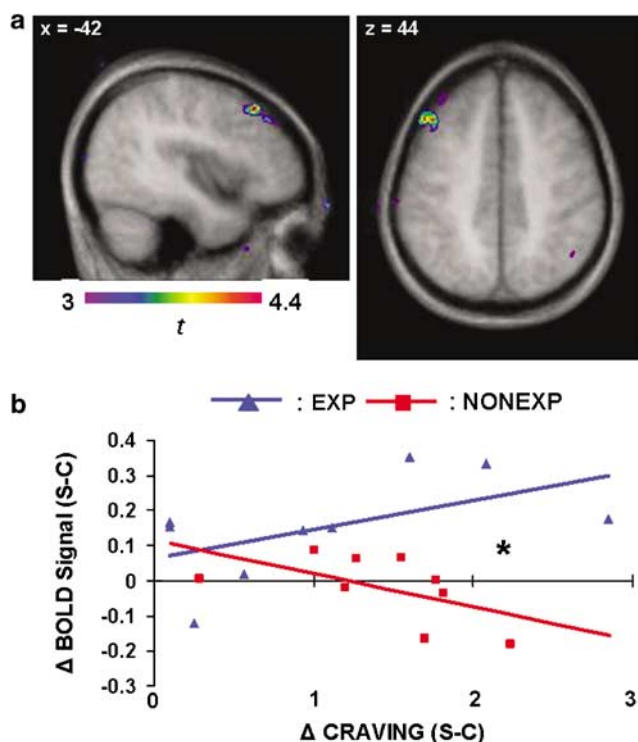 a
x = -42
z = 44
3 4.4
t
b
: EXP : NONEXP
0.4
0.3
0.2
0.1
0
-0.1
-0.2
-0.3
Δ BOLD Signal (S-C)
*
0 1 2 3
Δ CRAVING (S-C)